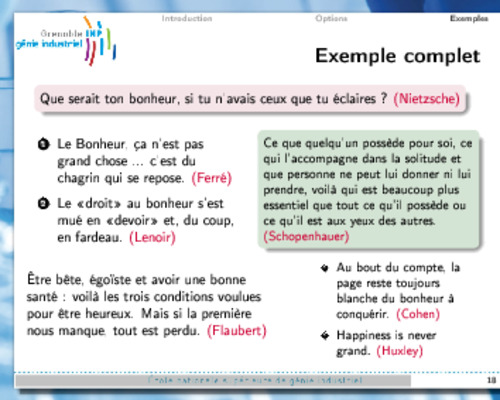 Introduction Options Exemples
Grenoble INP
génie industriel
Exemple complet
Que serait ton bonheur, si tu n'avais ceux que tu éclaires ? (Nietzsche)
1 Le Bonheur, ça n'est pas
grand chose ... c'est du
chagrin qui se repose. (Ferré)
2 Le «droit» au bonheur s'est
mué en «devoir» et, du coup,
en fardeau. (Lenoir)
Ce que quelqu'un possède pour soi, ce
qui l'accompagne dans la solitude et
que personne ne peut lui donner ni lui
prendre, voilà qui est beaucoup plus
essentiel que tout ce qu'il possède ou
ce qu'il est aux yeux des autres.
(Schopenhauer)
Être bête, égoïste et avoir une bonne
santé : voilà les trois conditions voulues
pour être heureux. Mais si la première
nous manque, tout est perdu. (Flaubert)
Au bout du compte, la
page reste toujours
blanche du bonheur à
conquérir. (Cohen)
Happiness is never
grand. (Huxley)
École nationale supérieure de génie industriel
18